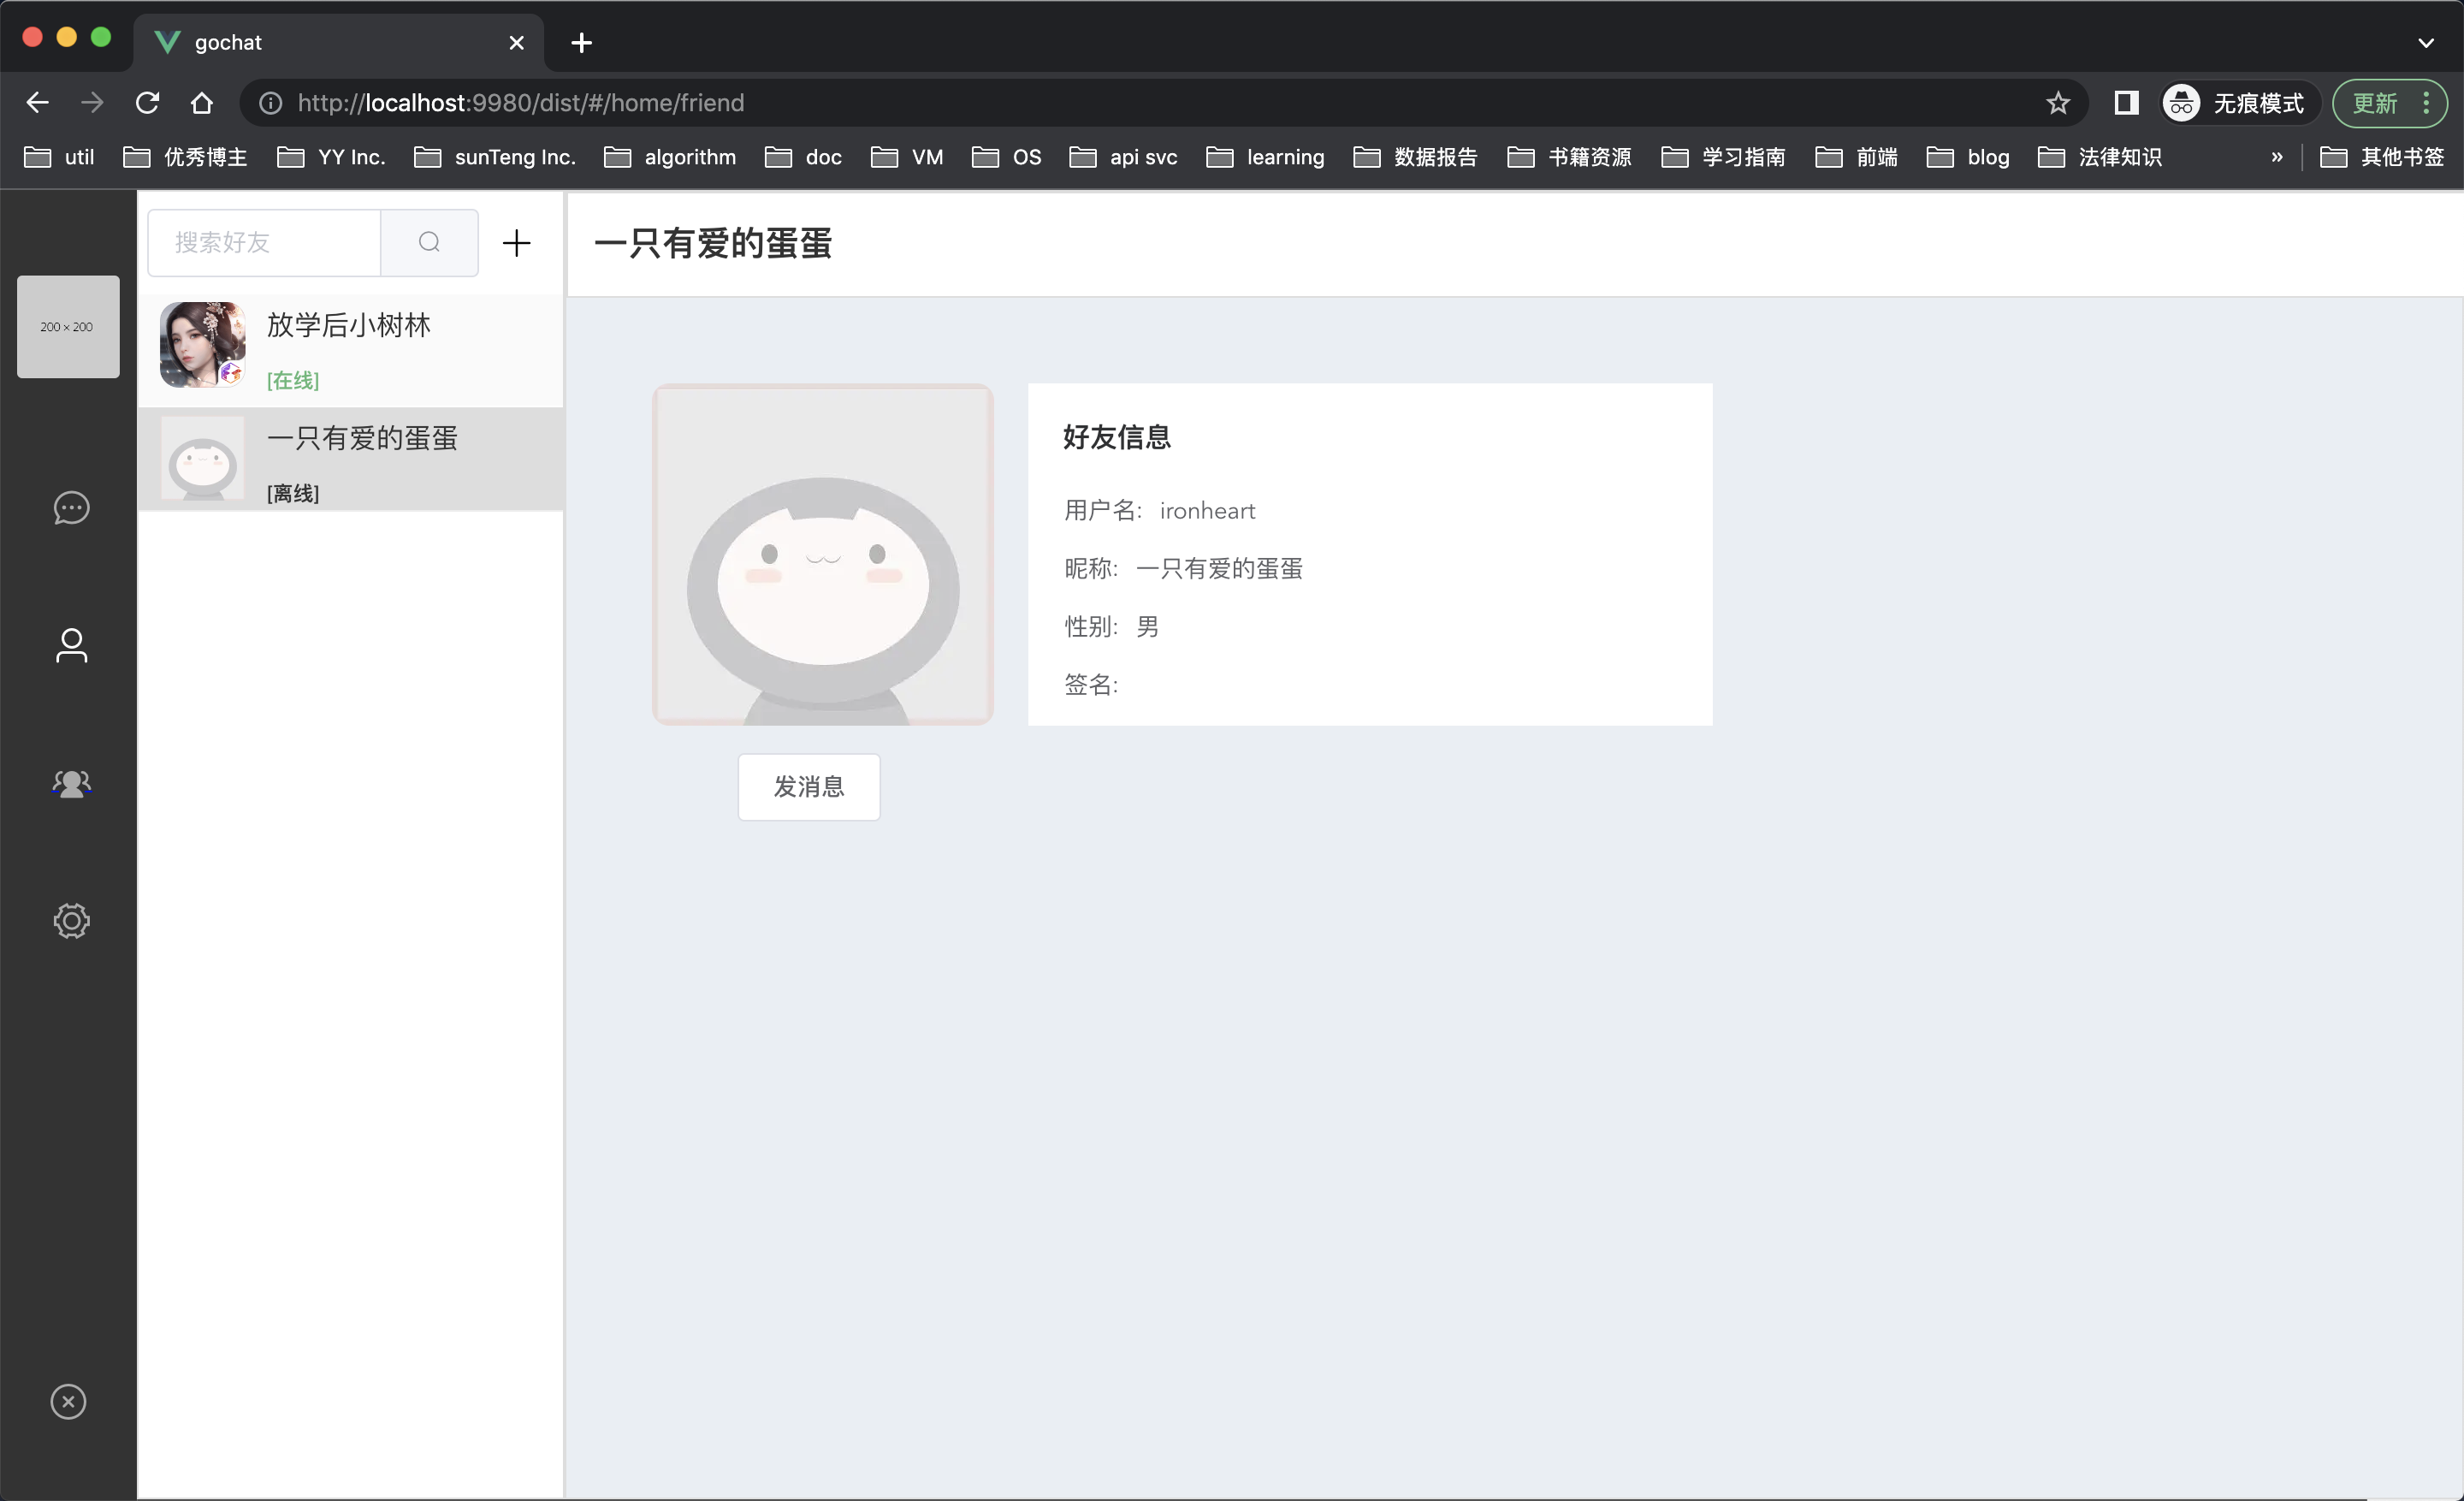 gochat
http://localhost:9980/dist/#/home/friend
无痕模式
更新
util 优秀博主 YY Inc. sunTeng Inc. algorithm doc VM OS api svc learning 数据报告 书籍资源 学习指南 前端 blog 法律知识 » 其他书签
搜索好友
一只有爱的蛋蛋
200 × 200
放学后小树林
[在线]
一只有爱的蛋蛋
[离线]
好友信息
用户名: ironheart
昵称: 一只有爱的蛋蛋
性别: 男
签名:
发消息